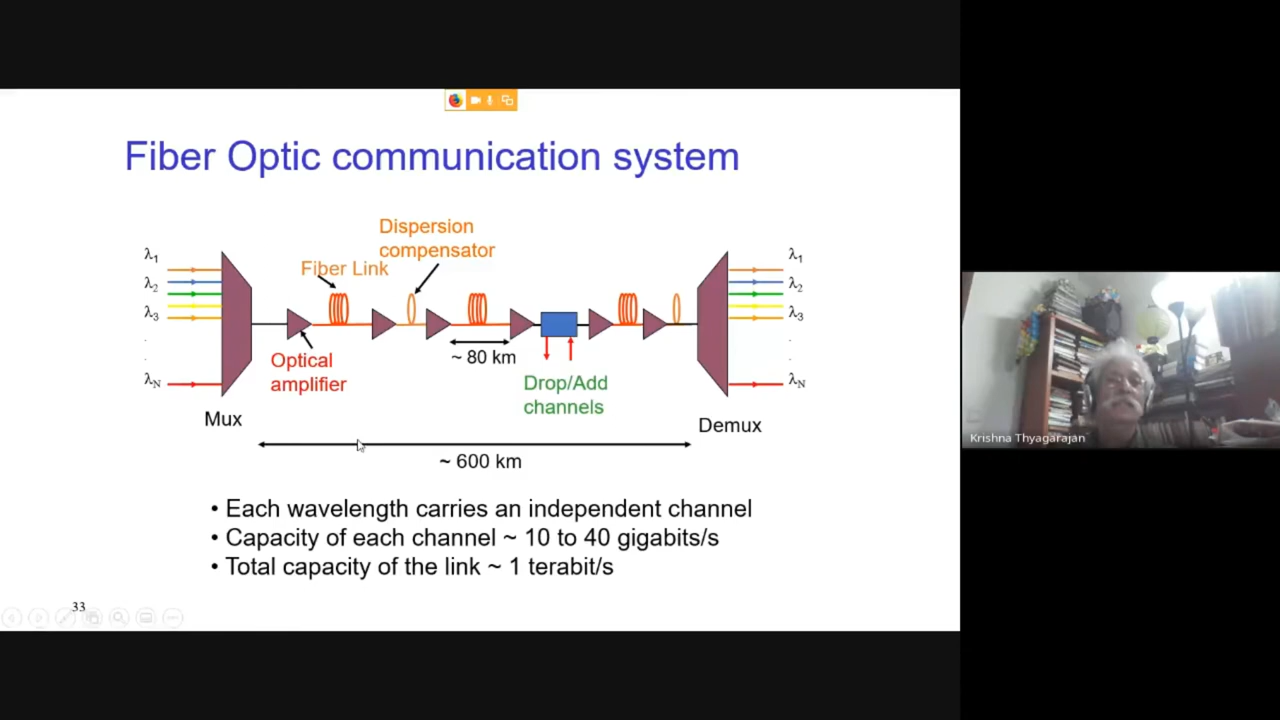 Fiber Optic communication system
Dispersion
compensator
Fiber Link
λ1
λ2
λ3
.
.
λN
λ1
λ2
λ3
.
.
λN
Optical
amplifier
~ 80 km
Drop/Add
channels
Mux
Demux
~ 600 km
• Each wavelength carries an independent channel
• Capacity of each channel ~ 10 to 40 gigabits/s
• Total capacity of the link ~ 1 terabit/s
33
Krishna Thyagarajan